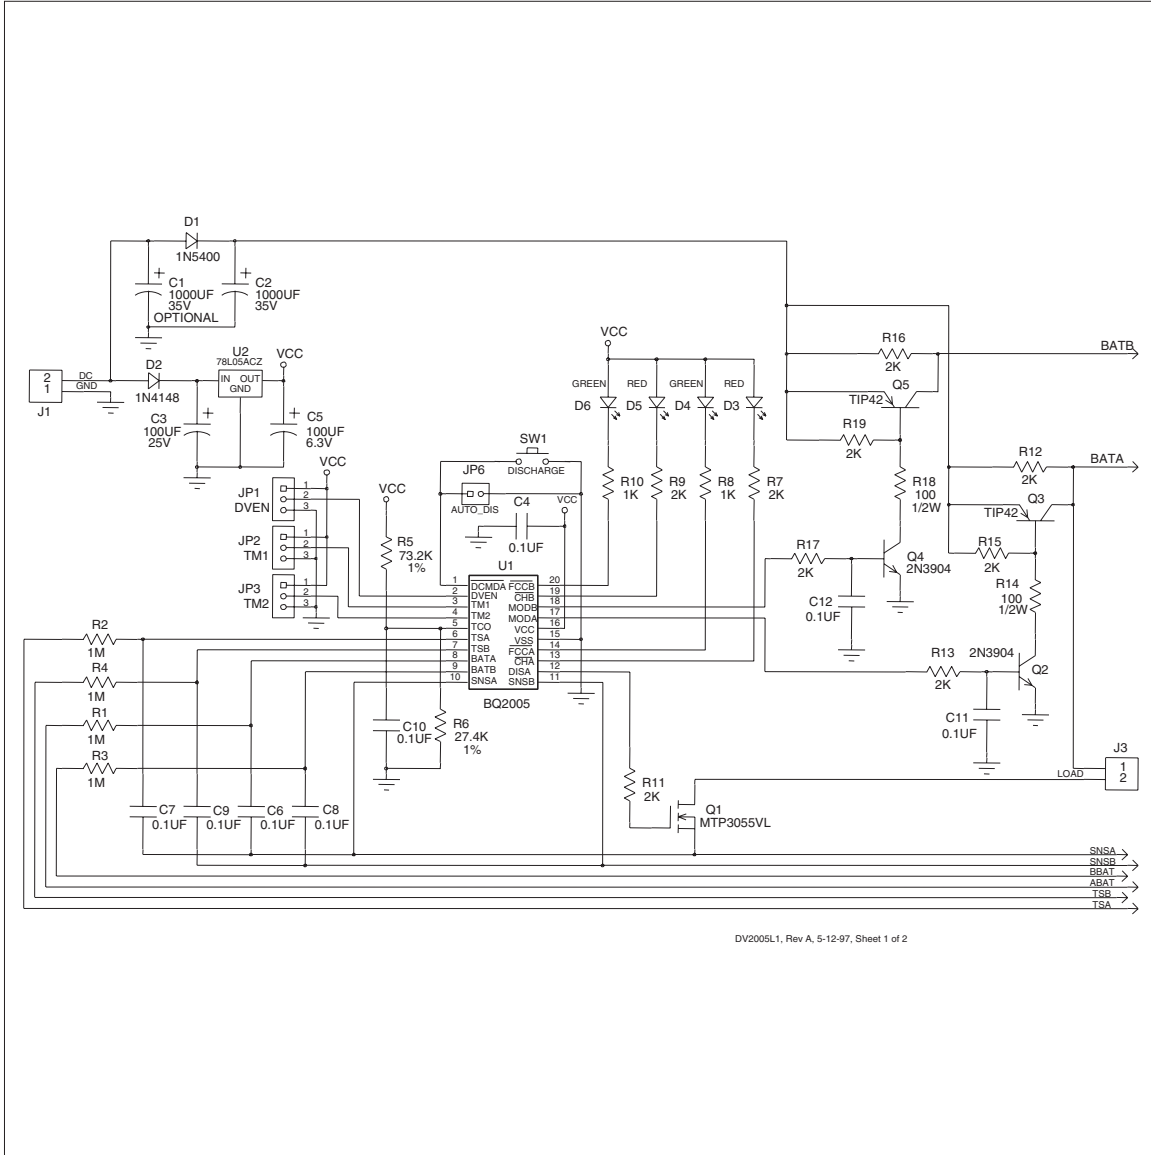 D1
1N5400
C1
1000UF
35V
OPTIONAL
C2
1000UF
35V
D2
1N4148
U2
78L05ACZ
IN OUT
GND
VCC
2
1
DC
GND
J1
C3
100UF
25V
C5
100UF
6.3V
VCC
JP1
DVEN
1
2
3
JP2
TM1
1
2
3
JP3
TM2
1
2
3
VCC
R5
73.2K
1%
SW1
DISCHARGE
JP6
AUTO_DIS
C4
0.1UF
VCC
VCC
GREEN
RED
GREEN
RED
D6
D5
D4
D3
R10
1K
R9
2K
R8
1K
R7
2K
U1
1 DCMDA FCCB 20
2 DVEN CHB 19
3 TM1 MODB 18
4 TM2 MODA 17
5 TCO VCC 16
6 TSA VSS 15
7 TSB FCCA 14
8 BATA CHA 13
9 BATB DISA 12
10 SNSA SNSB 11
BQ2005
R16
2K
BATB
Q5
TIP42
R19
2K
R18
100
1/2W
R12
2K
BATA
Q3
TIP42
R15
2K
R14
100
1/2W
R17
2K
Q4
2N3904
C12
0.1UF
R13
2K
2N3904
Q2
C11
0.1UF
J3
1
2
LOAD
R2
1M
R4
1M
R1
1M
R3
1M
C10
0.1UF
R6
27.4K
1%
R11
2K
Q1
MTP3055VL
C7
0.1UF
C9
0.1UF
C6
0.1UF
C8
0.1UF
SNSA
SNSB
BBAT
ABAT
TSB
TSA
DV2005L1, Rev A, 5-12-97, Sheet 1 of 2